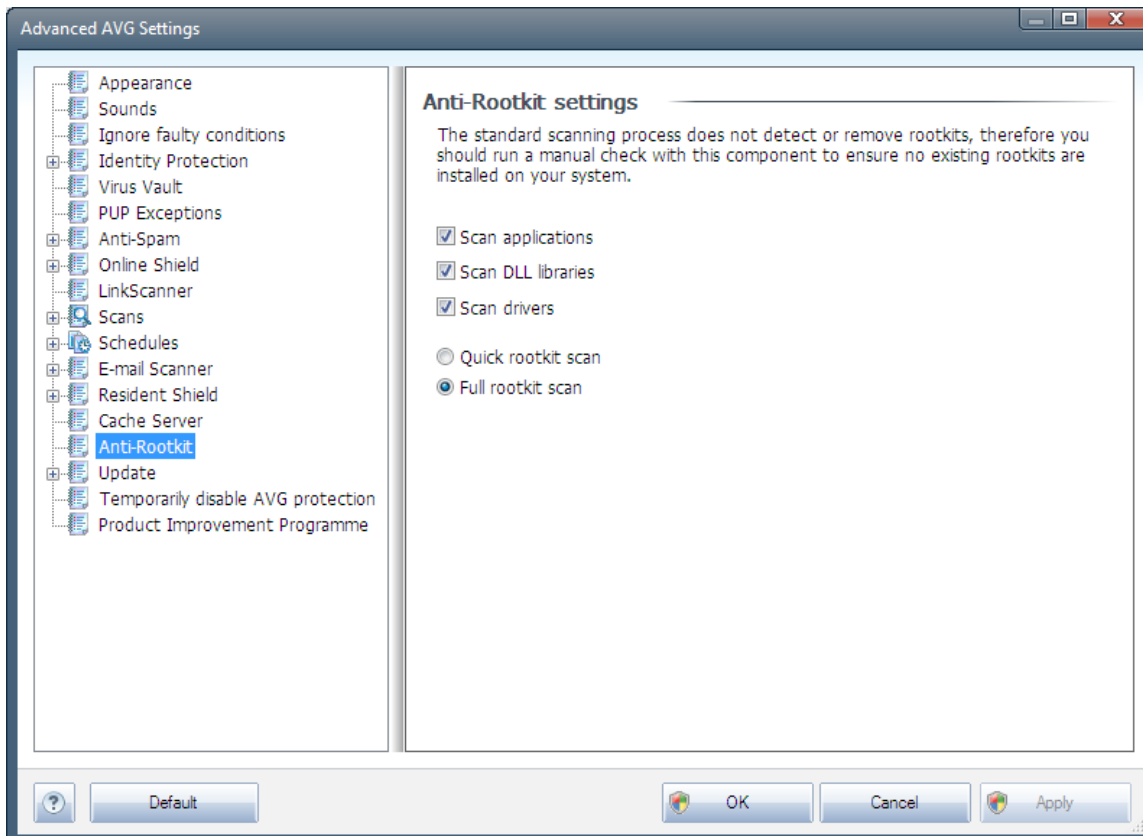 Advanced AVG Settings
Appearance
Sounds
Ignore faulty conditions
Identity Protection
Virus Vault
PUP Exceptions
Anti-Spam
Online Shield
LinkScanner
Scans
Schedules
E-mail Scanner
Resident Shield
Cache Server
Anti-Rootkit
Update
Temporarily disable AVG protection
Product Improvement Programme
Anti-Rootkit settings
The standard scanning process does not detect or remove rootkits, therefore you
should run a manual check with this component to ensure no existing rootkits are
installed on your system.
Scan applications
Scan DLL libraries
Scan drivers
Quick rootkit scan
Full rootkit scan
?
Default
OK
Cancel
Apply